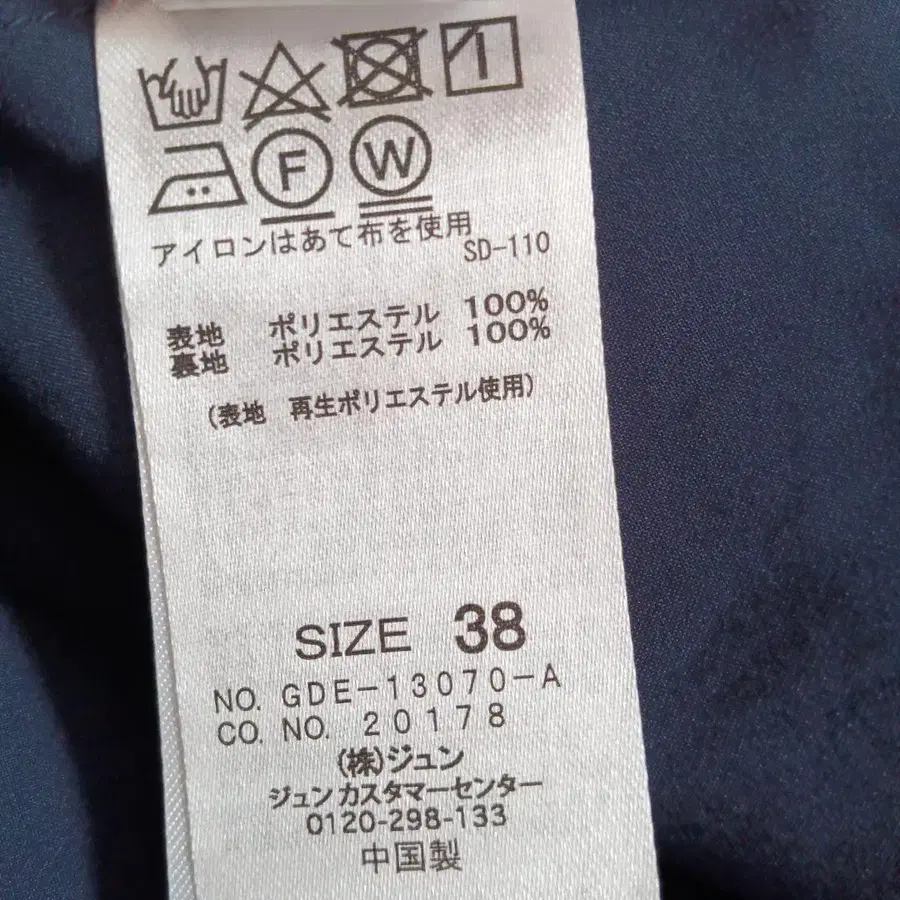 F W
アイロンはあて布を使用
SD-110
表地 ポリエステル 100%
裏地 ポリエステル 100%
(表地 再生ポリエステル使用)
SIZE 38
NO. GDE-13070-A
CO. NO. 20178
(株)ジュン
ジュンカスタマーセンター
0120-298-133
中国製